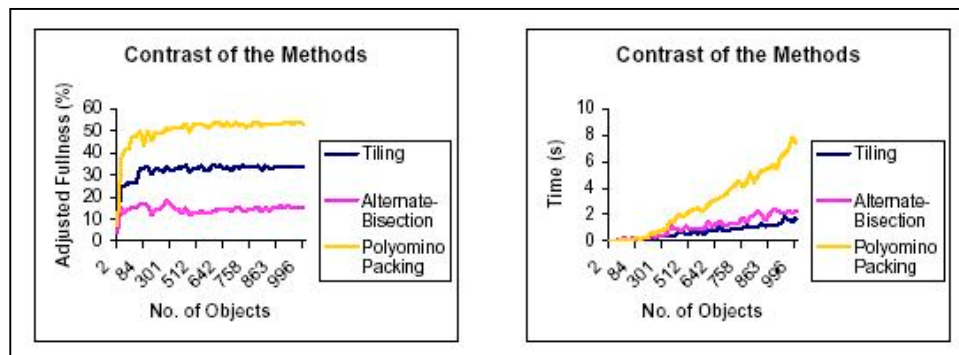 Contrast of the Methods
Adjusted Fullness (%)
60
50
40
30
20
10
0
2
84
301
512
642
758
863
996
No. of Objects
Tiling
Alternate-
Bisection
Polyomino
Packing
Contrast of the Methods
Time (s)
10
8
6
4
2
0
2
84
301
512
642
758
863
996
No. of Objects
Tiling
Alternate-
Bisection
Polyomino
Packing